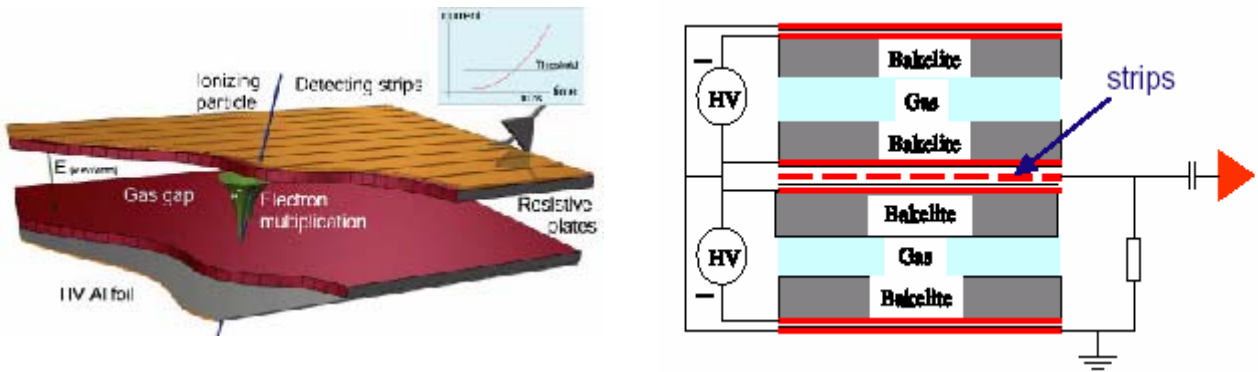 current
Threshold
time
Ionizing
particle
Detecting strips
E
Gas gap
Electron
multiplication
Resistive
plates
HV Al foil
Bakelite
HV
Gas
Bakelite
strips
Bakelite
HV
Gas
Bakelite